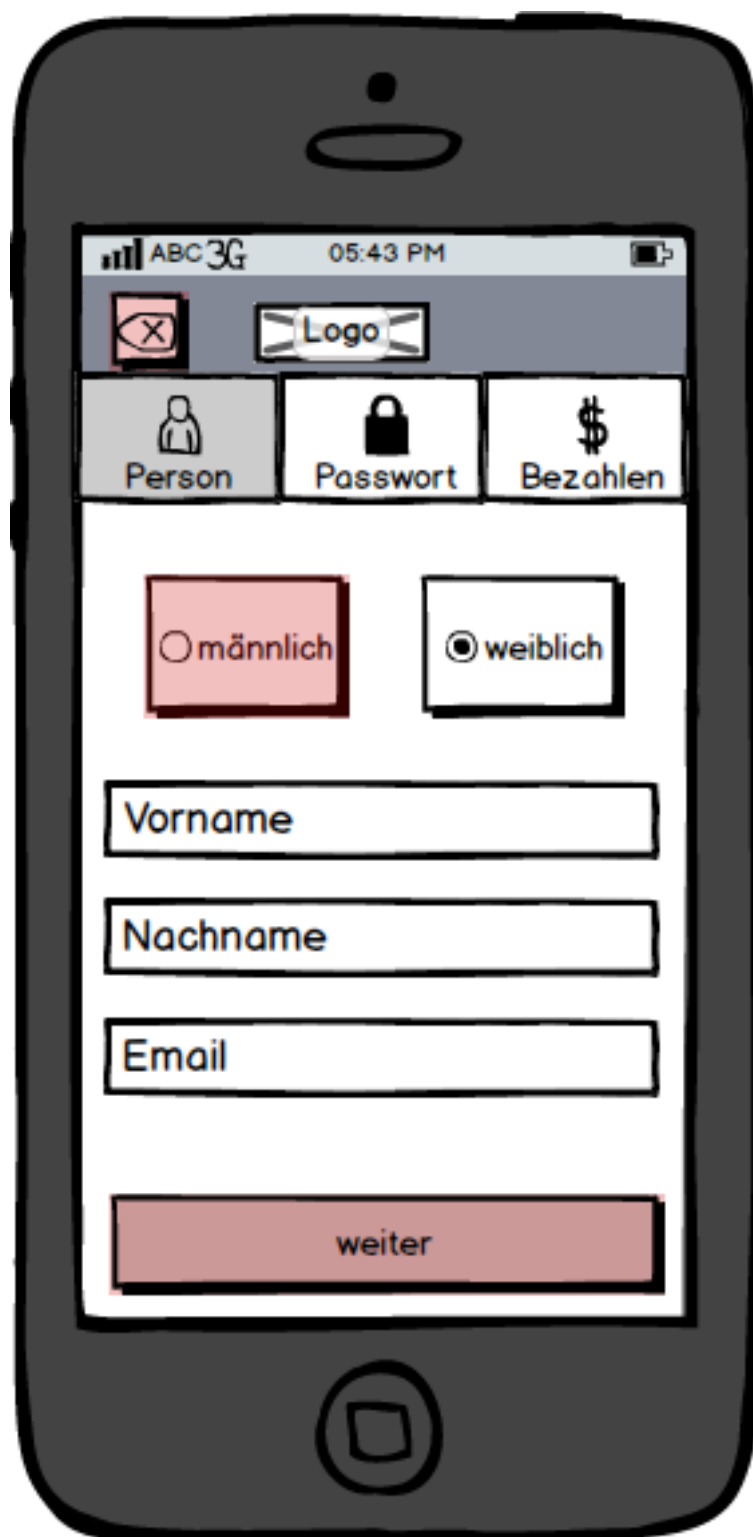 ABC 3G 05:43 PM
Logo
Person Passwort $ Bezahlen
männlich weiblich
Vorname
Nachname
Email
weiter